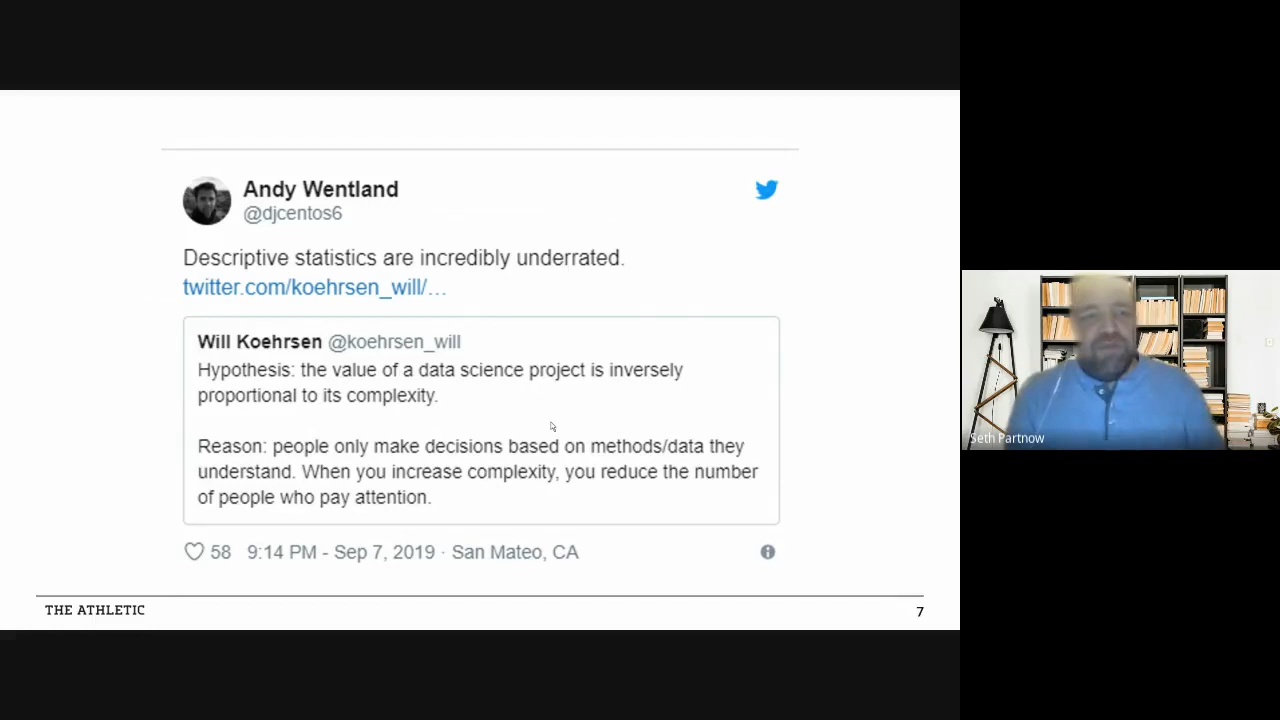 Andy Wentland
@djcentos6
Descriptive statistics are incredibly underrated.
twitter.com/koehrsen_will/…
Will Koehrsen @koehrsen_will
Hypothesis: the value of a data science project is inversely
proportional to its complexity.
Reason: people only make decisions based on methods/data they
understand. When you increase complexity, you reduce the number
of people who pay attention.
58 9:14 PM - Sep 7, 2019 · San Mateo, CA
THE ATHLETIC
7
Seth Partnow